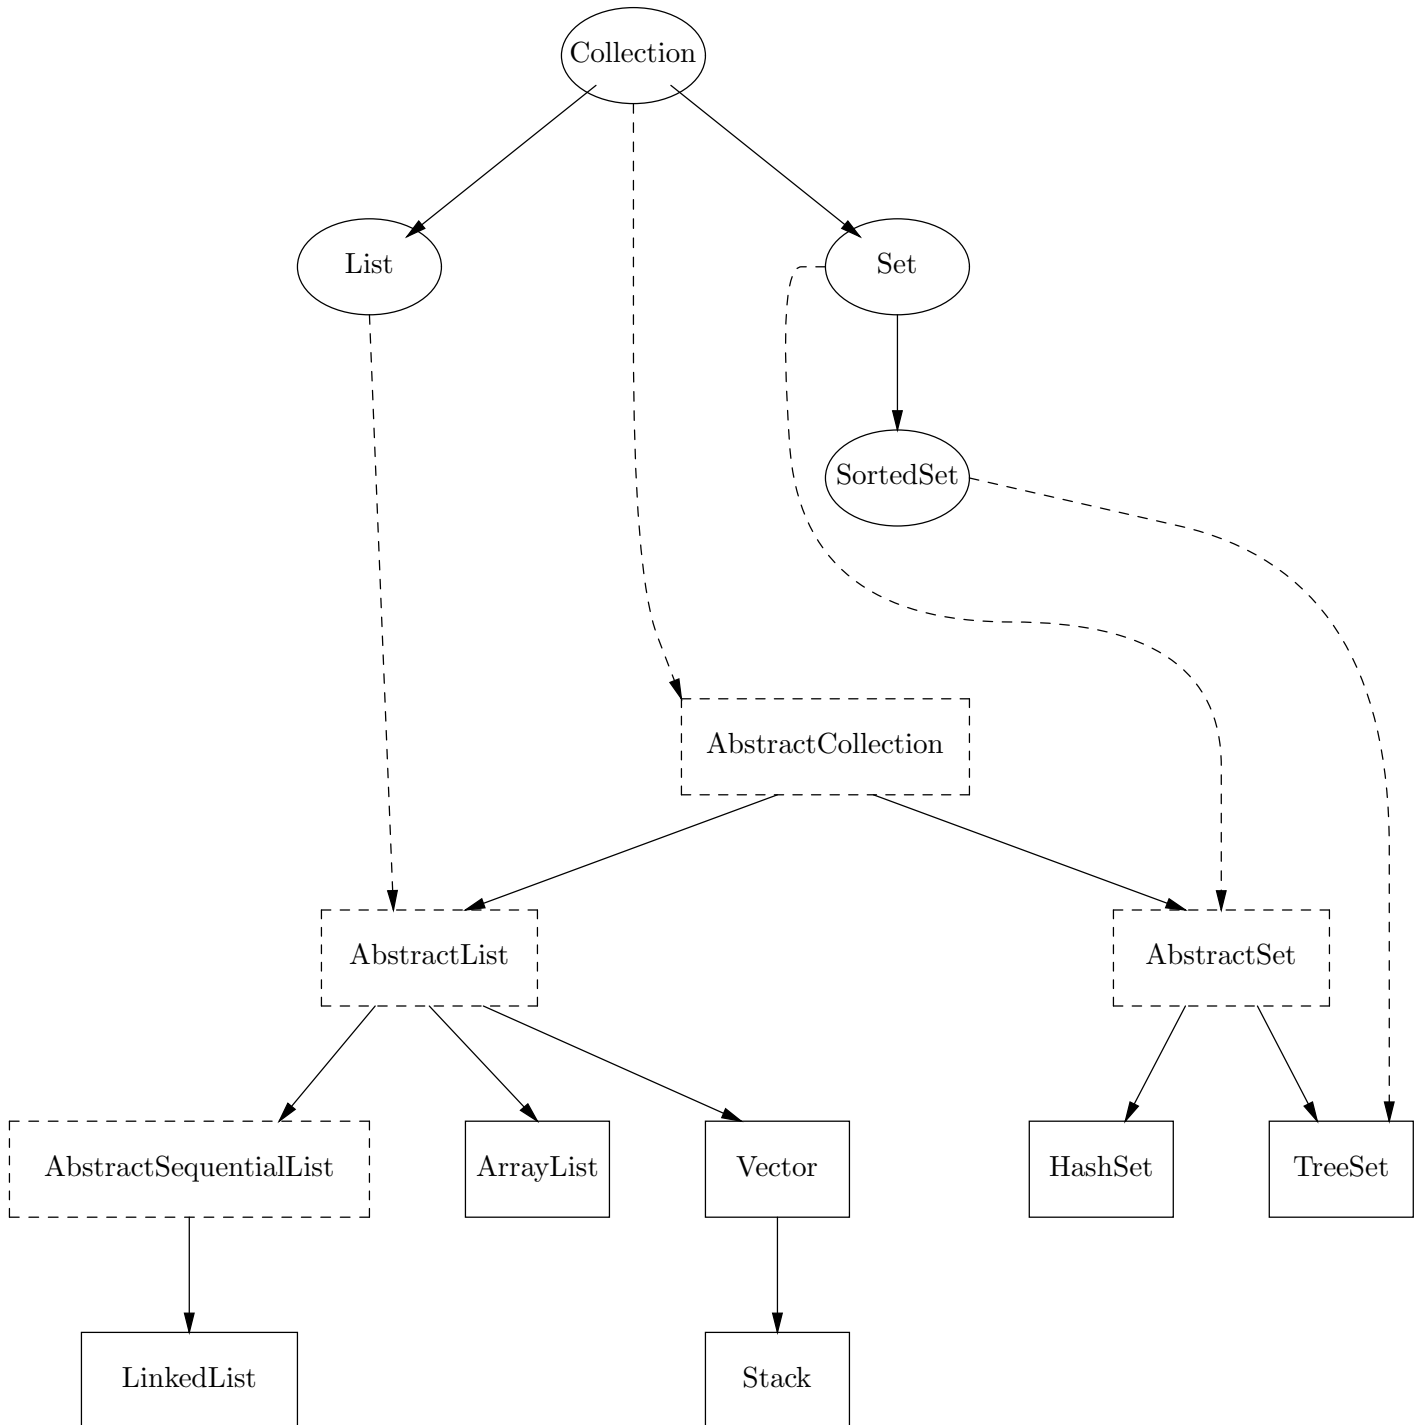 Collection
List
Set
SortedSet
AbstractCollection
AbstractList
AbstractSet
AbstractSequentialList
ArrayList
Vector
HashSet
TreeSet
LinkedList
Stack